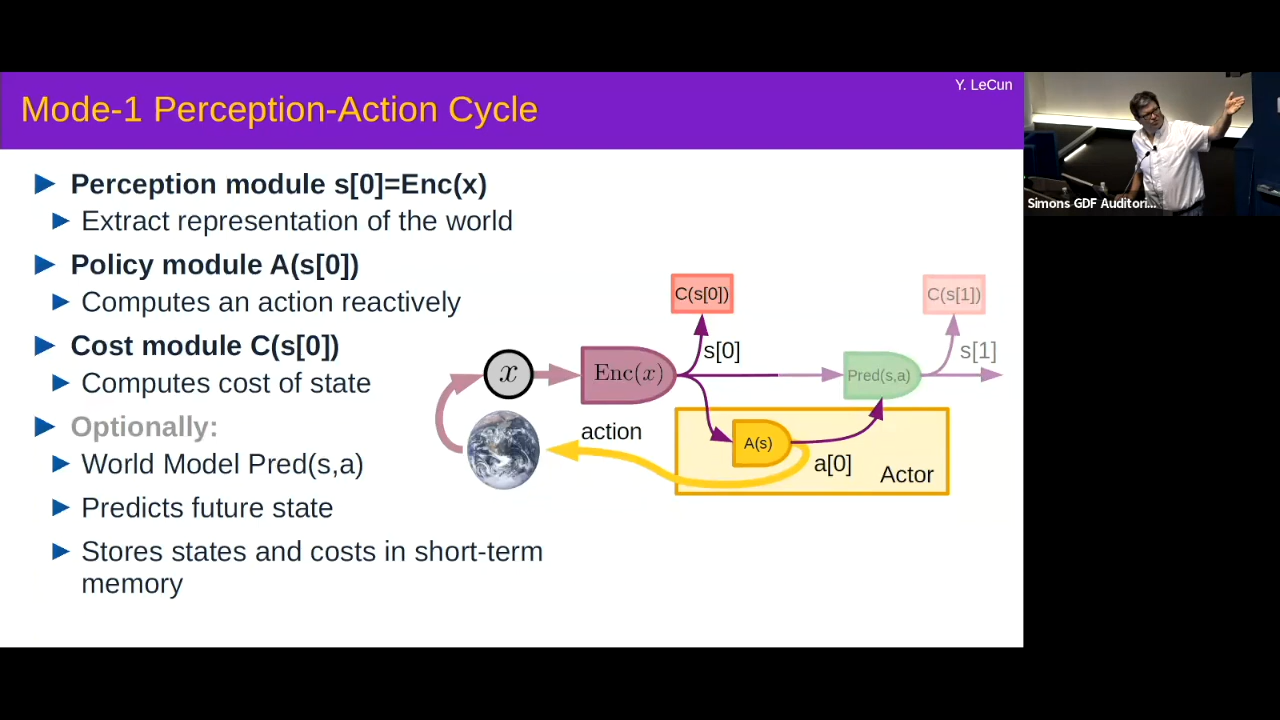 Y. LeCun
Mode-1 Perception-Action Cycle
Perception module s[0]=Enc(x)
Extract representation of the world
Policy module A(s[0])
Computes an action reactively
Cost module C(s[0])
Computes cost of state
Optionally:
World Model Pred(s,a)
Predicts future state
Stores states and costs in short-term
memory
C(s[0])
C(s[1])
s[0]
s[1]
x
Enc(x)
Pred(s,a)
action
A(s)
a[0]
Actor
Simons GDF Auditori...